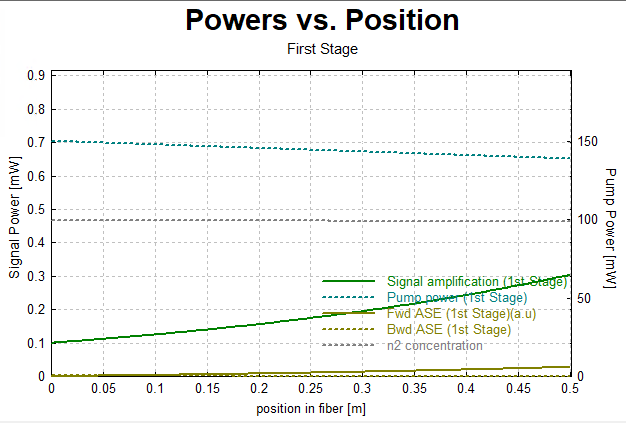 Powers vs. Position
First Stage
Signal Power [mW]
0.9
0.8
0.7
0.6
0.5
0.4
0.3
0.2
0.1
0
150
100
50
0
Pump Power [mW]
Signal amplification (1st Stage)
Pump power (1st Stage)
Fwd ASE (1st Stage)(a.u)
Bwd ASE (1st Stage)
n2 concentration
0 0.05 0.1 0.15 0.2 0.25 0.3 0.35 0.4 0.45 0.5
position in fiber [m]